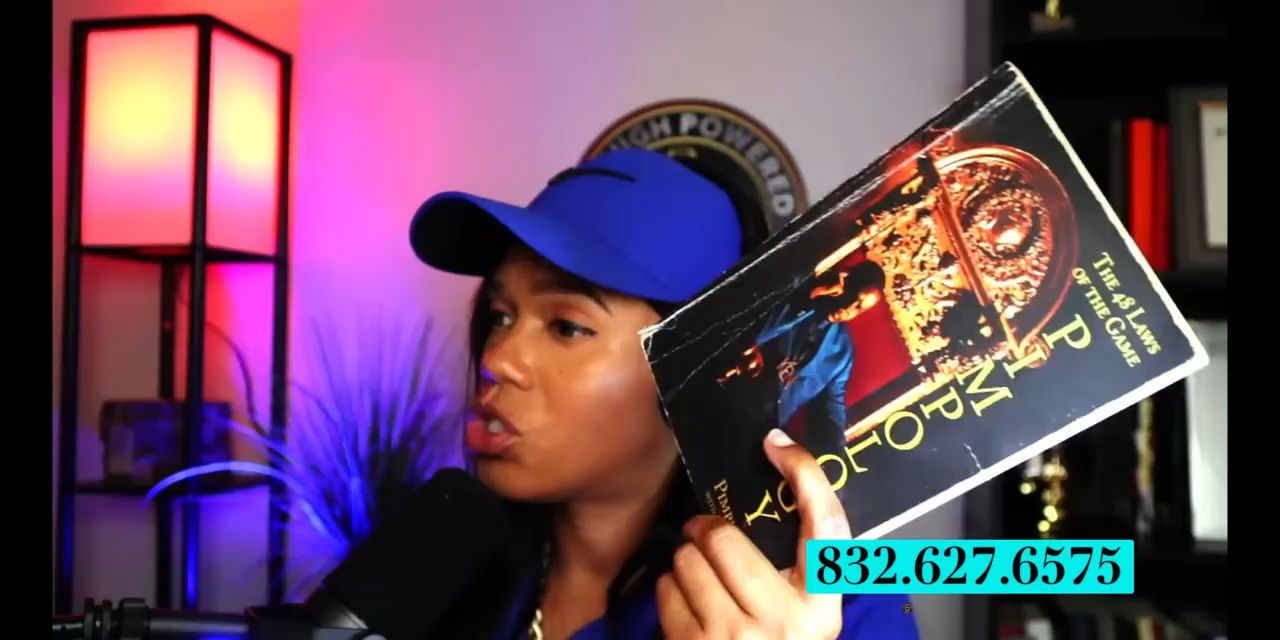 HIGH POWERED
THE 48 LAWS
OF THE GAME
PIMPOLOGY
832.627.6575